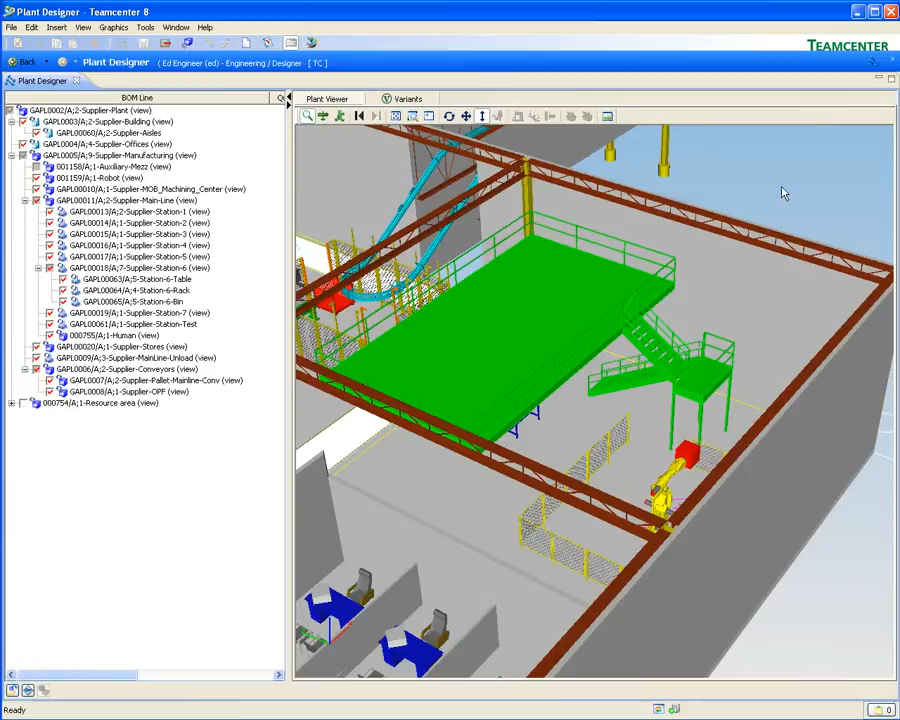 Plant Designer - Teamcenter 8
File Edit Insert View Graphics Tools Window Help
TEAMCENTER
Back Plant Designer ( Ed Engineer (ed) - Engineering / Designer [ TC ]
Plant Designer
BOM Line
Plant Viewer Variants
GAPL0002/A;2-Supplier-Plant (view)
GAPL0003/A;2-Supplier-Building (view)
GAPL00060/A;2-Supplier-Aisles
GAPL0004/A;4-Supplier-Offices (view)
GAPL0005/A;9-Supplier-Manufacturing (view)
001158/A;1-Auxiliary-Mezz (view)
001159/A;1-Robot (view)
GAPL00010/A;1-Supplier-MOB_Machining_Center (view)
GAPL00011/A;2-Supplier-Main-Line (view)
GAPL00013/A;2-Supplier-Station-1 (view)
GAPL00014/A;2-Supplier-Station-2 (view)
GAPL00015/A;2-Supplier-Station-3 (view)
GAPL00016/A;2-Supplier-Station-4 (view)
GAPL00017/A;1-Supplier-Station-5 (view)
GAPL00018/A;7-Supplier-Station-6 (view)
GAPL00063/A;5-Station-6-Table
GAPL00064/A;4-Station-6-Rack
GAPL00065/A;5-Station-6-Bin
GAPL00019/A;2-Supplier-Station-7 (view)
GAPL00061/A;1-Supplier-Station-Test
000755/A;1-Human (view)
GAPL00020/A;1-Supplier-Stores (view)
GAPL0009/A;3-Supplier-MainLine-Unload (view)
GAPL0006/A;2-Supplier-Conveyors (view)
GAPL0007/A;2-Supplier-Pallet-Mainline-Conv (view)
GAPL0008/A;1-Supplier-OPF (view)
000754/A;1-Resource area (view)
Ready
0